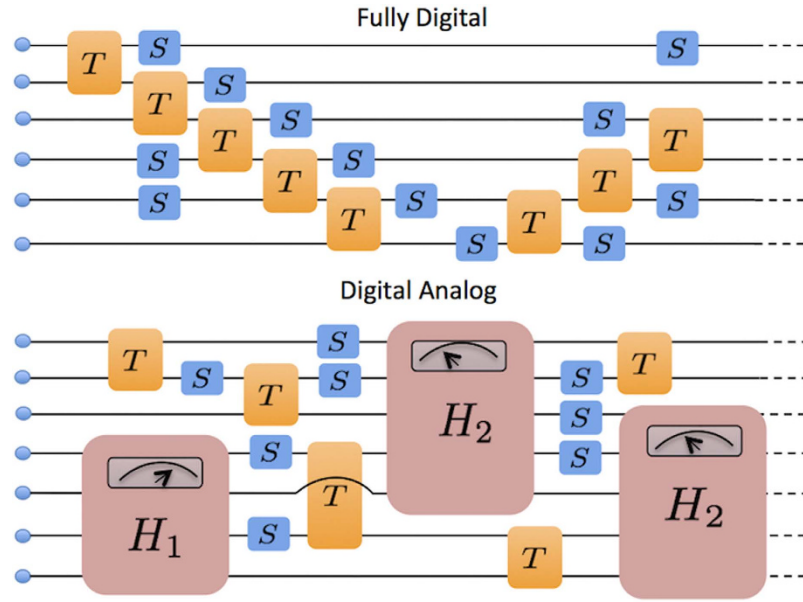 Fully Digital
T S S
T S
T S S T
S T S T
S T S T S
T S S
Digital Analog
T S T
S T S H₂ S
S
H₁ S T S H₂
S T